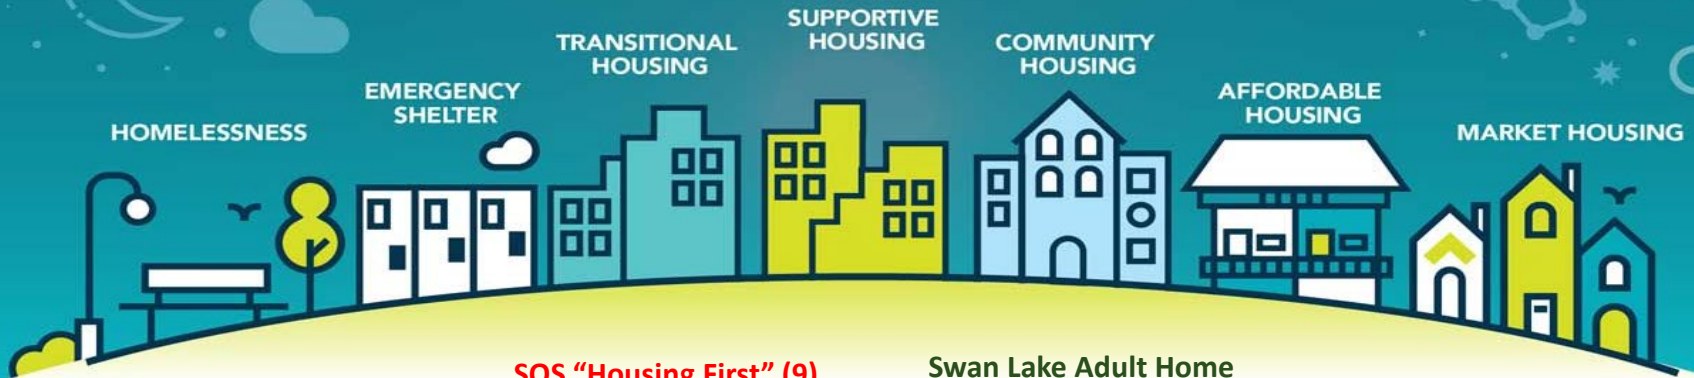 HOMELESSNESS
EMERGENCY
SHELTER
TRANSITIONAL
HOUSING
SUPPORTIVE
HOUSING
COMMUNITY
HOUSING
AFFORDABLE
HOUSING
MARKET HOUSING
SOS “Housing First” (9)
Swan Lake Adult Home